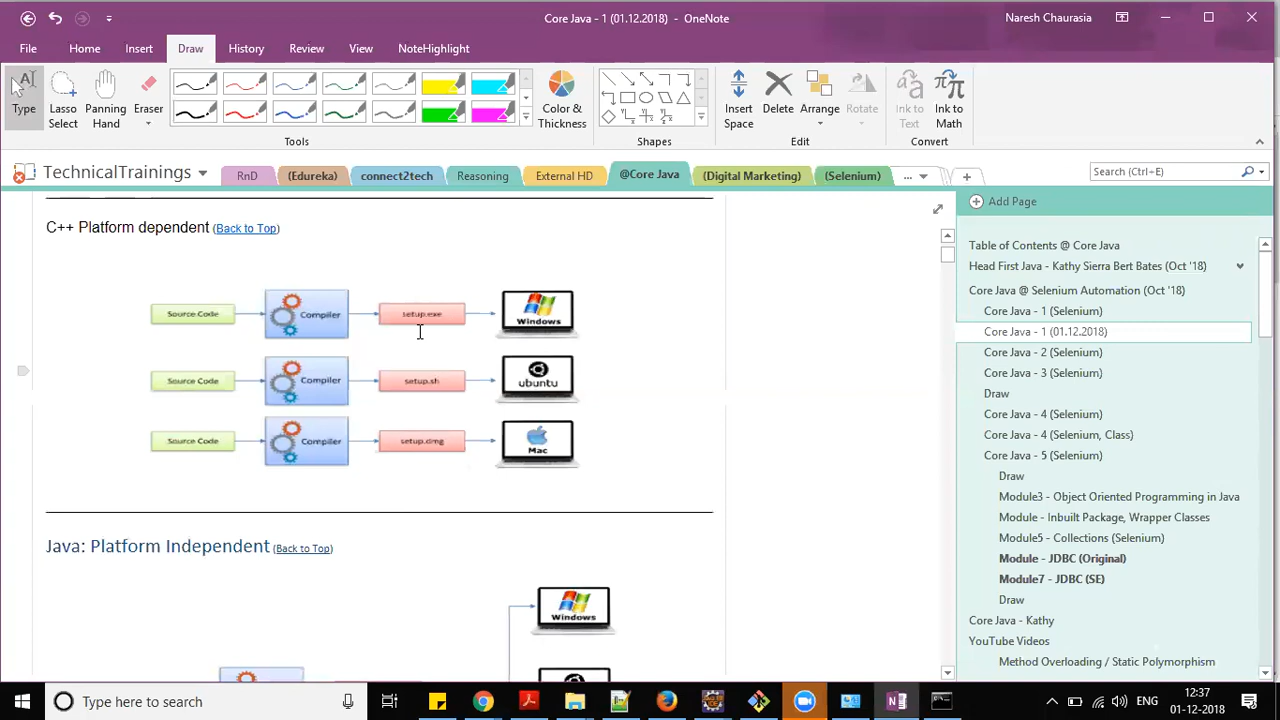 Core Java - 1 (01.12.2018) - OneNote
Naresh Chaurasia
File
Home
Insert
Draw
History
Review
View
NoteHighlight
Type
Lasso
Select
Panning
Hand
Eraser
Color &
Thickness
Insert
Space
Delete
Arrange
Rotate
Ink to
Text
Ink to
Math
Tools
Shapes
Edit
Convert
TechnicalTrainings
RnD
(Edureka)
connect2tech
Reasoning
External HD
@Core Java
(Digital Marketing)
(Selenium)
...
Search (Ctrl+E)
C++ Platform dependent (Back to Top)
Source Code
Compiler
setup.exe
Windows
Source Code
Compiler
setup.sh
ubuntu
Source Code
Compiler
setup.dmg
Mac
Java: Platform Independent (Back to Top)
Windows
Add Page
Table of Contents @ Core Java
Head First Java - Kathy Sierra Bert Bates (Oct '18)
Core Java @ Selenium Automation (Oct '18)
Core Java - 1 (Selenium)
Core Java - 1 (01.12.2018)
Core Java - 2 (Selenium)
Core Java - 3 (Selenium)
Draw
Core Java - 4 (Selenium)
Core Java - 4 (Selenium, Class)
Core Java - 5 (Selenium)
Draw
Module3 - Object Oriented Programming in Java
Module - Inbuilt Package, Wrapper Classes
Module5 - Collections (Selenium)
Module - JDBC (Original)
Module7 - JDBC (SE)
Draw
Core Java - Kathy
YouTube Videos
Method Overloading / Static Polymorphism
Type here to search
ENG
12:37
01-12-2018